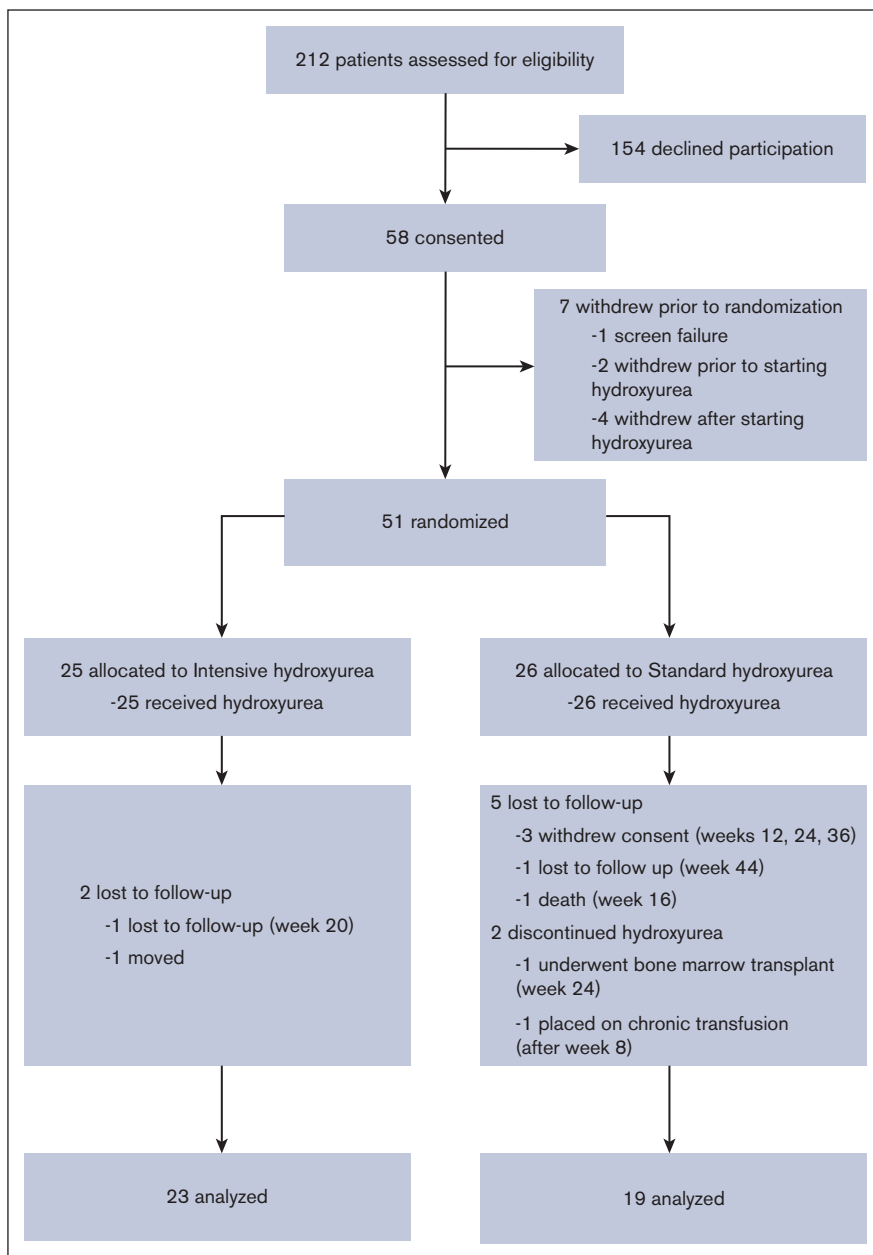 212 patients assessed for eligibility
154 declined participation
58 consented
7 withdrew prior to randomization
-1 screen failure
-2 withdrew prior to starting
hydroxyurea
-4 withdrew after starting
hydroxyurea
51 randomized
25 allocated to Intensive hydroxyurea
-25 received hydroxyurea
26 allocated to Standard hydroxyurea
-26 received hydroxyurea
2 lost to follow-up
-1 lost to follow-up (week 20)
-1 moved
5 lost to follow-up
-3 withdrew consent (weeks 12, 24, 36)
-1 lost to follow up (week 44)
-1 death (week 16)
2 discontinued hydroxyurea
-1 underwent bone marrow transplant
(week 24)
-1 placed on chronic transfusion
(after week 8)
23 analyzed
19 analyzed